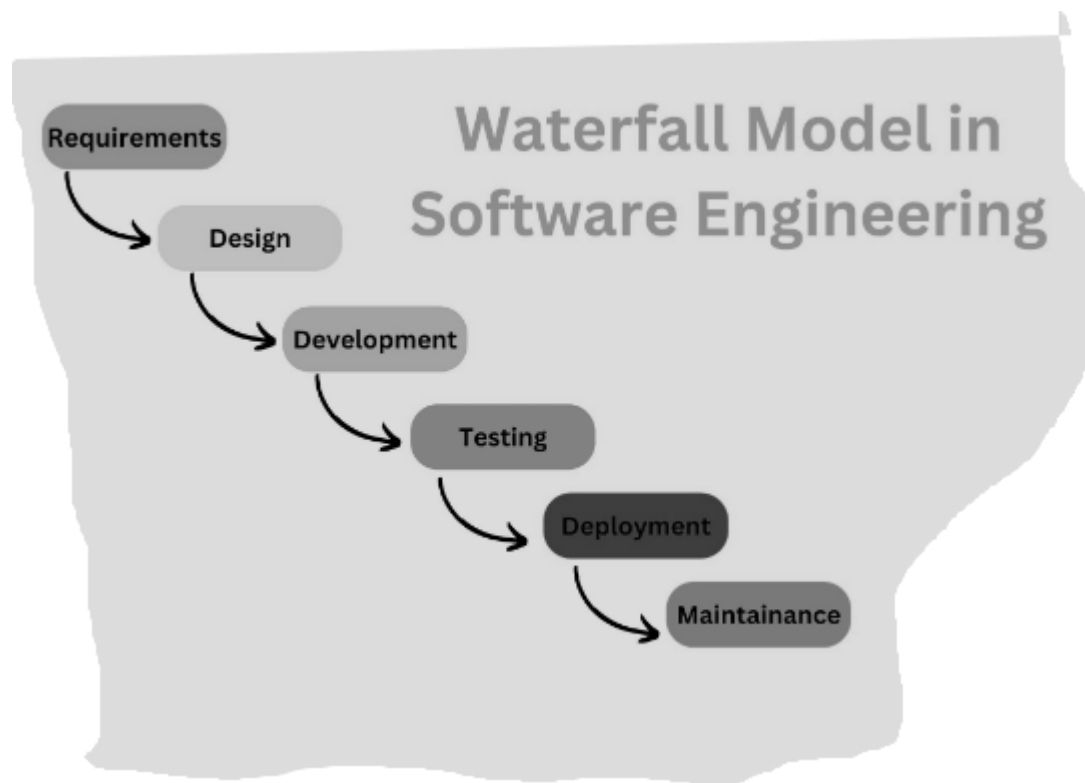 Waterfall Model in
Software Engineering
Requirements
Design
Development
Testing
Deployment
Maintainance